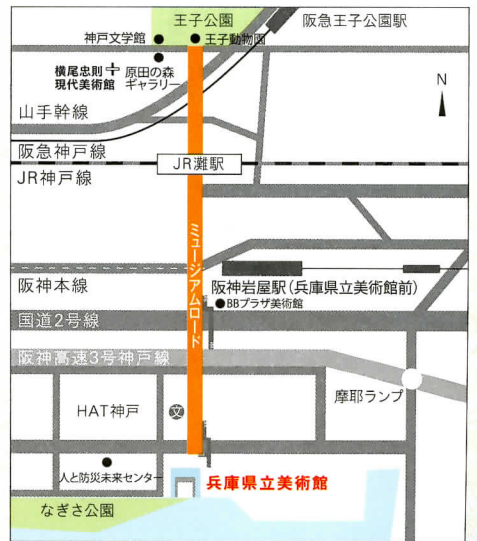 王子公園
阪急王子公園駅
神戸文学館
王子動物園
横尾忠則
現代美術館
原田の森
ギャラリー
N
山手幹線
阪急神戸線
JR灘駅
JR神戸線
ミュージアムロード
阪神本線
阪神岩屋駅(兵庫県立美術館前)
BBプラザ美術館
国道2号線
阪神高速3号神戸線
摩耶ランプ
HAT神戸
文
人と防災未来センター
兵庫県立美術館
なぎさ公園